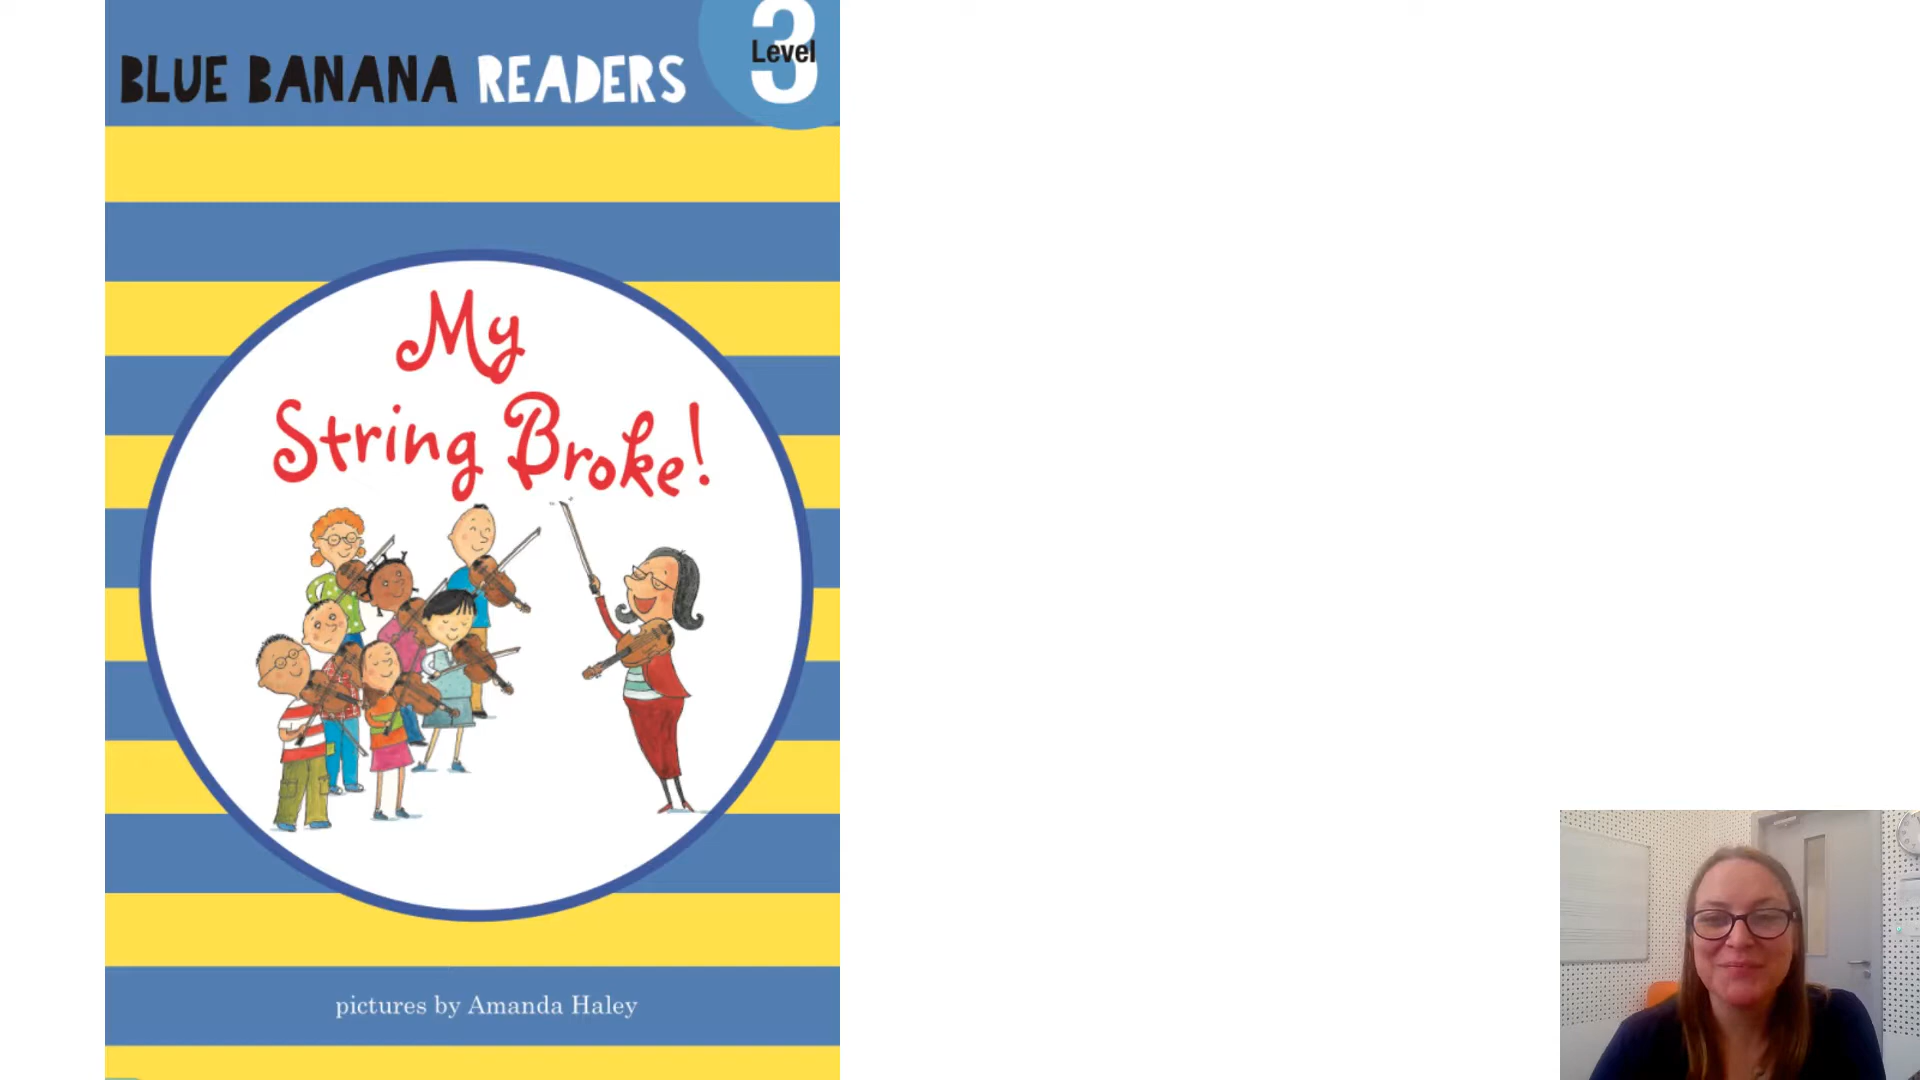 3
Level
BLUE BANANA READERS
My
String Broke!
pictures by Amanda Haley